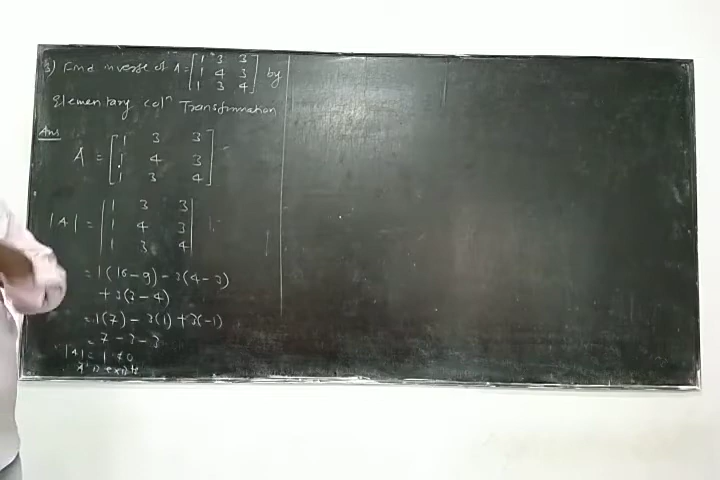 3) Find inverse of A = [1 3 3
1 4 3
1 3 4] by
Elementary colⁿ Transformation
Ans
A = [1 3 3
1 4 3
1 3 4]
|A| = |1 3 3
1 4 3
1 3 4|
= 1(16-9) - 3(4-3)
+ 3(3-4)
= 1(7) - 3(1) + 3(-1)
= 7 - 3 - 3
|A| = 1 ≠ 0
∴ A⁻¹ exists